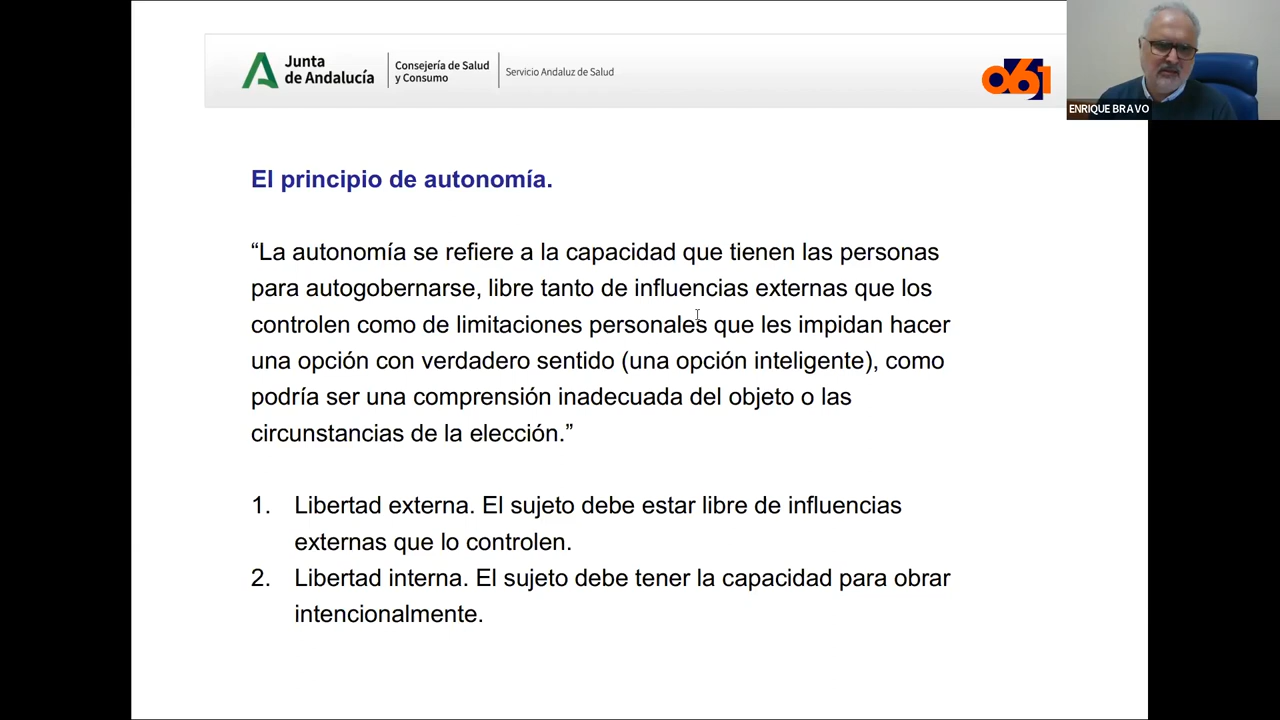 Junta
de Andalucía
Consejería de Salud
y Consumo
Servicio Andaluz de Salud
061
ENRIQUE BRAVO
El principio de autonomía.
“La autonomía se refiere a la capacidad que tienen las personas
para autogobernarse, libre tanto de influencias externas que los
controlen como de limitaciones personales que les impidan hacer
una opción con verdadero sentido (una opción inteligente), como
podría ser una comprensión inadecuada del objeto o las
circunstancias de la elección.”
1. Libertad externa. El sujeto debe estar libre de influencias
externas que lo controlen.
2. Libertad interna. El sujeto debe tener la capacidad para obrar
intencionalmente.